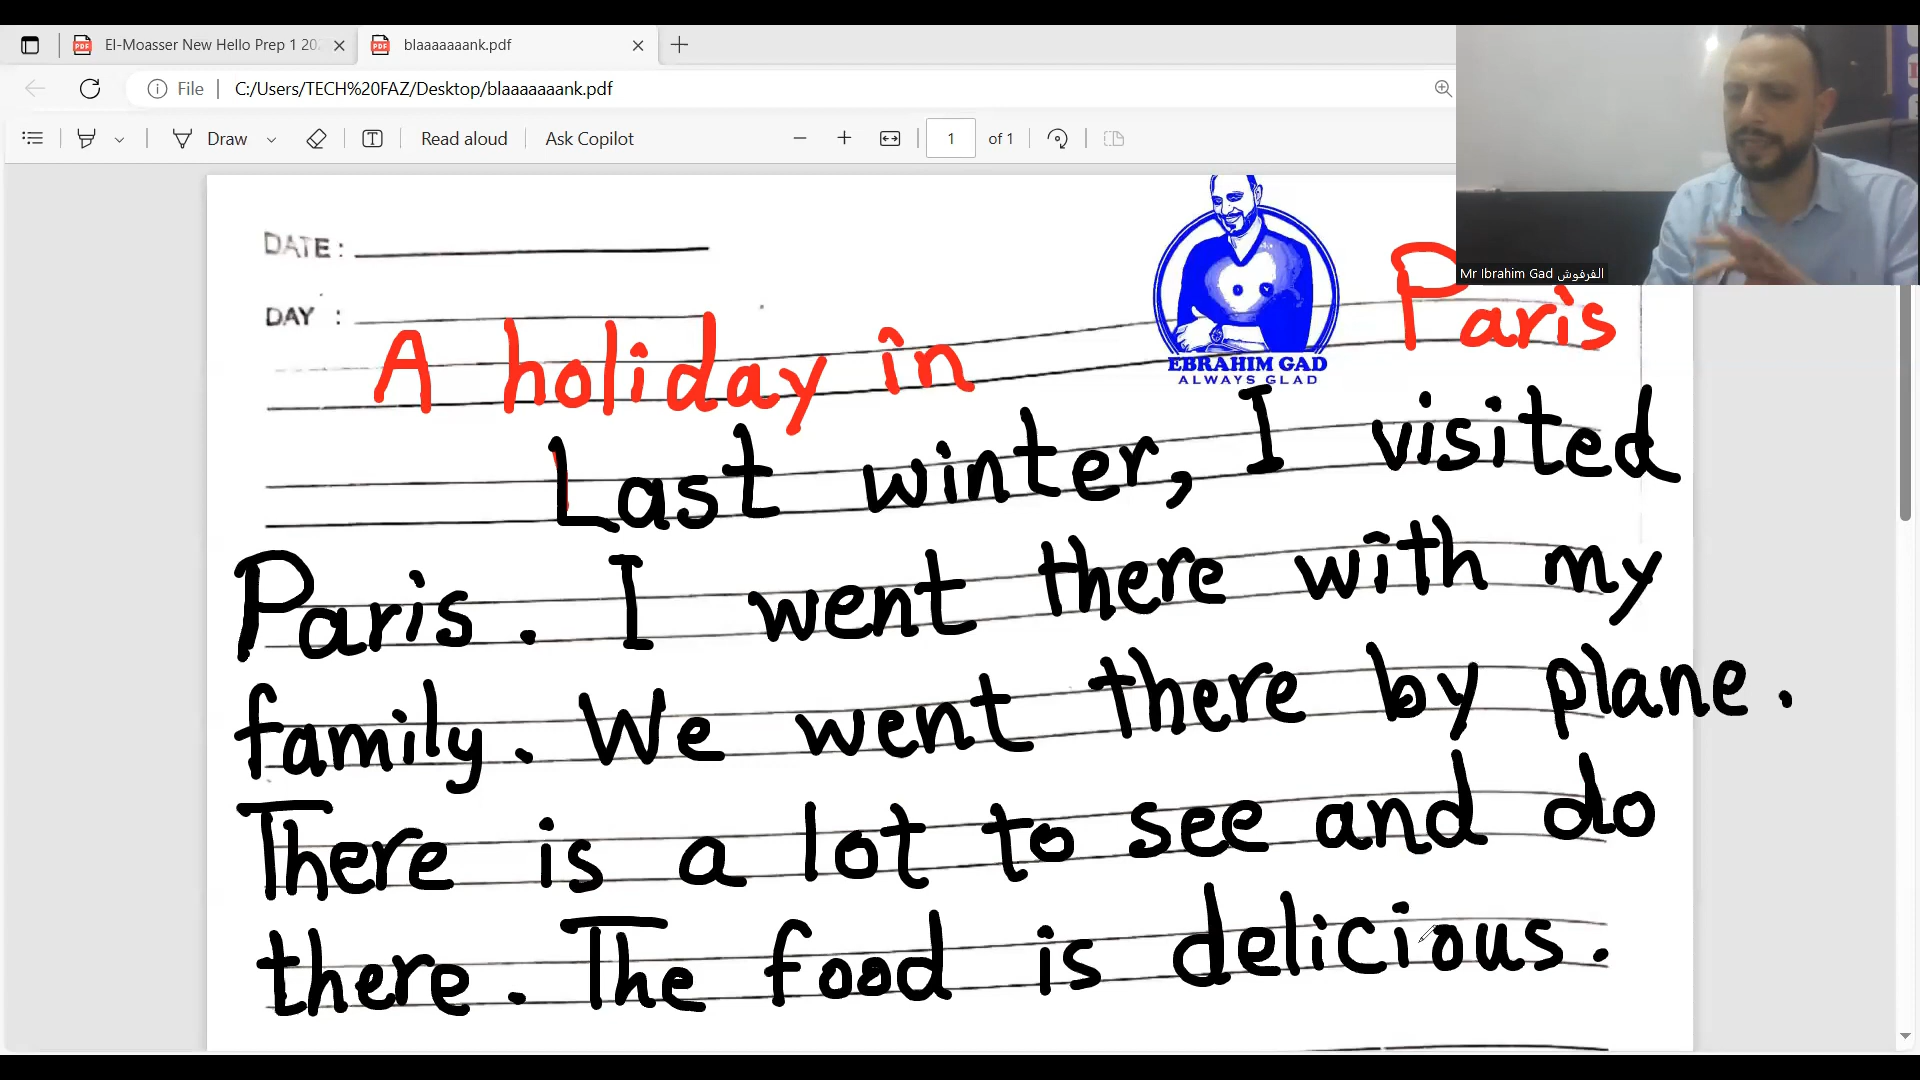 El-Moasser New Hello Prep 1 202
blaaaaaaank.pdf
File
C:/Users/TECH%20FAZ/Desktop/blaaaaaaank.pdf
Draw
Read aloud
Ask Copilot
1 of 1
Mr Ibrahim Gad الفرفوش
DATE :
DAY :
EBRAHIM GAD
ALWAYS GLAD
A holiday in Paris
Last winter, I visited
Paris. I went there with my
family. We went there by plane.
There is a lot to see and do
there. The food is delicious.